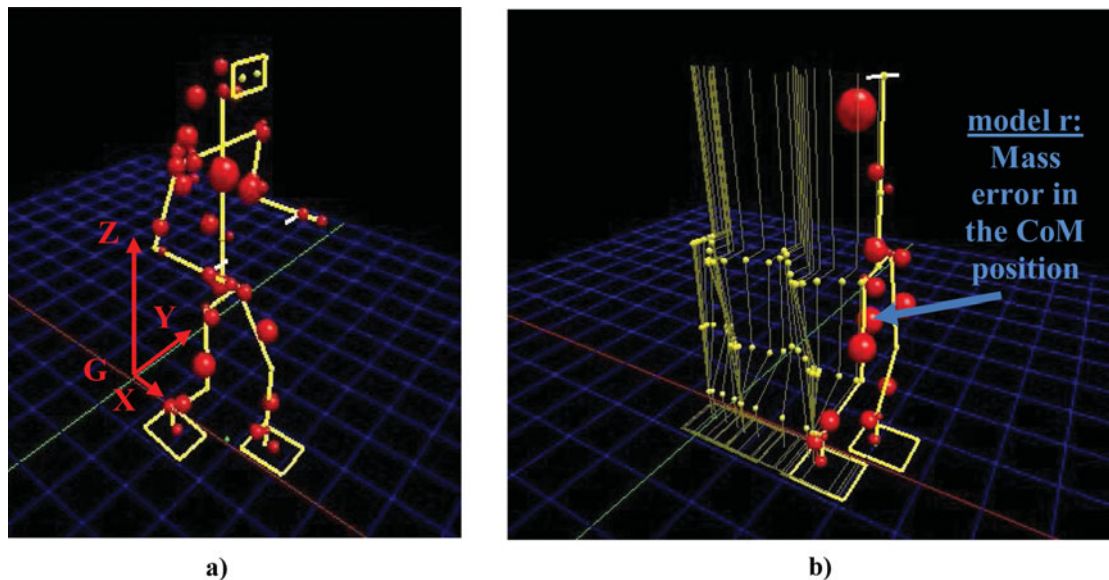 Z
Y
G
X
model r:
Mass
error in
the CoM
position
a)
b)